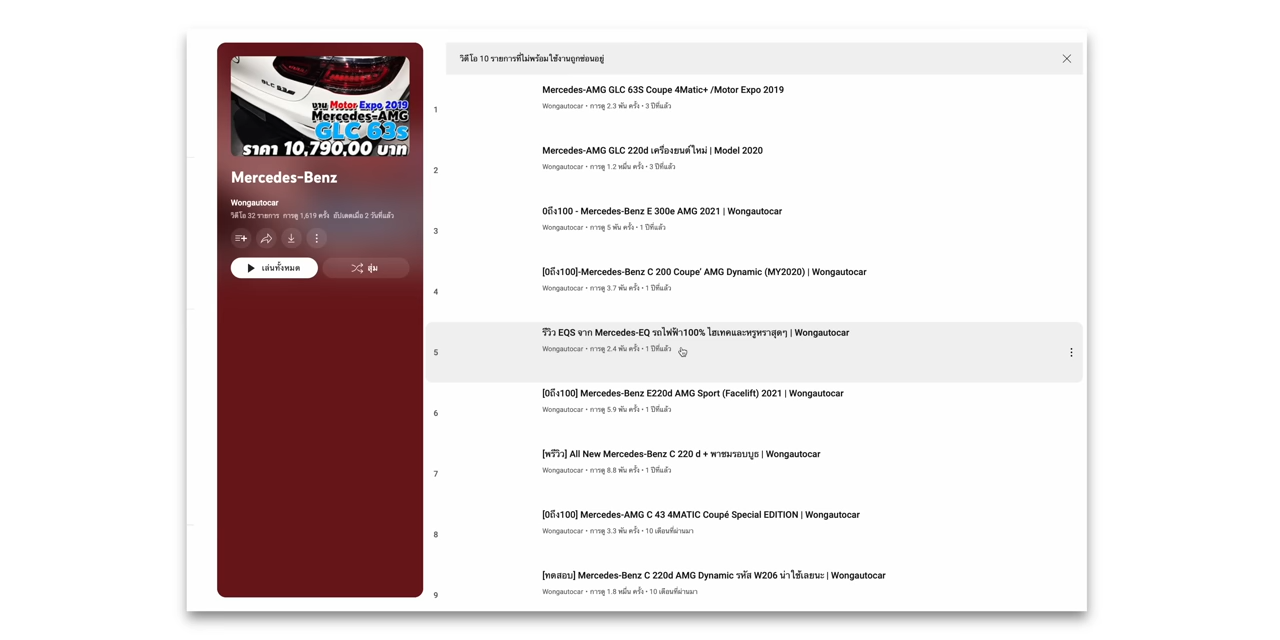 GLC 63 S
งาน Motor Expo 2019
Mercedes-AMG
GLC 63s
ราคา 10,790,00 บาท
Mercedes-Benz
Wongautocar
วิดีโอ 32 รายการ การดู 1,619 ครั้ง อัปเดตเมื่อ 2 วันที่แล้ว
เล่นทั้งหมด
สุ่ม
วิดีโอ 10 รายการที่ไม่พร้อมใช้งานถูกซ่อนอยู่
1
Mercedes-AMG GLC 63S Coupe 4Matic+ /Motor Expo 2019
Wongautocar • การดู 2.3 พัน ครั้ง • 3 ปีที่แล้ว
2
Mercedes-AMG GLC 220d เครื่องยนต์ใหม่ | Model 2020
Wongautocar • การดู 1.2 หมื่น ครั้ง • 3 ปีที่แล้ว
3
0ถึง100 - Mercedes-Benz E 300e AMG 2021 | Wongautocar
Wongautocar • การดู 5 พัน ครั้ง • 1 ปีที่แล้ว
4
[0ถึง100]-Mercedes-Benz C 200 Coupe' AMG Dynamic (MY2020) | Wongautocar
Wongautocar • การดู 3.7 พัน ครั้ง • 1 ปีที่แล้ว
5
รีวิว EQS จาก Mercedes-EQ รถไฟฟ้า100% ไฮเทคและหรูหราสุดๆ | Wongautocar
Wongautocar • การดู 2.4 พัน ครั้ง • 1 ปีที่แล้ว
6
[0ถึง100] Mercedes-Benz E220d AMG Sport (Facelift) 2021 | Wongautocar
Wongautocar • การดู 5.9 พัน ครั้ง • 1 ปีที่แล้ว
7
[พรีวิว] All New Mercedes-Benz C 220 d + พาชมรอบบูธ | Wongautocar
Wongautocar • การดู 8.8 พัน ครั้ง • 1 ปีที่แล้ว
8
[0ถึง100] Mercedes-AMG C 43 4MATIC Coupé Special EDITION | Wongautocar
Wongautocar • การดู 3.3 พัน ครั้ง • 10 เดือนที่ผ่านมา
9
[ทดสอบ] Mercedes-Benz C 220d AMG Dynamic รหัส W206 น่าใช้เลยนะ | Wongautocar
Wongautocar • การดู 1.8 หมื่น ครั้ง • 10 เดือนที่ผ่านมา